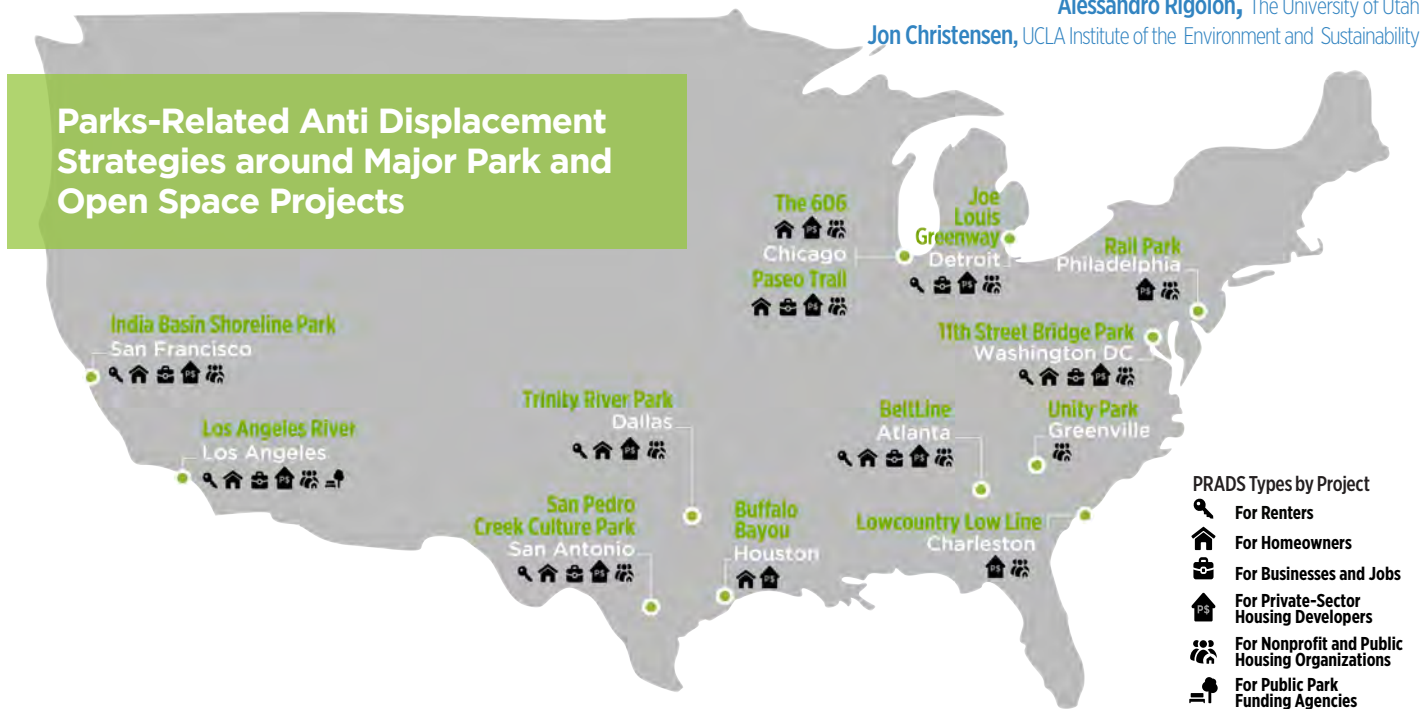 Alessandro Rigolon, The University of Utah
Jon Christensen, UCLA Institute of the Environment and Sustainability
Parks-Related Anti Displacement
Strategies around Major Park and
Open Space Projects
The 606
Chicago
Paseo Trail
Joe
Louis
Greenway
Detroit
Rail Park
Philadelphia
India Basin Shoreline Park
San Francisco
11th Street Bridge Park
Washington DC
Los Angeles River
Los Angeles
Trinity River Park
Dallas
BeltLine
Atlanta
Unity Park
Greenville
San Pedro
Creek Culture Park
San Antonio
Buffalo
Bayou
Houston
Lowcountry Low Line
Charleston
PRADS Types by Project
For Renters
For Homeowners
For Businesses and Jobs
P$
For Private-Sector
Housing Developers
For Nonprofit and Public
Housing Organizations
For Public Park
Funding Agencies